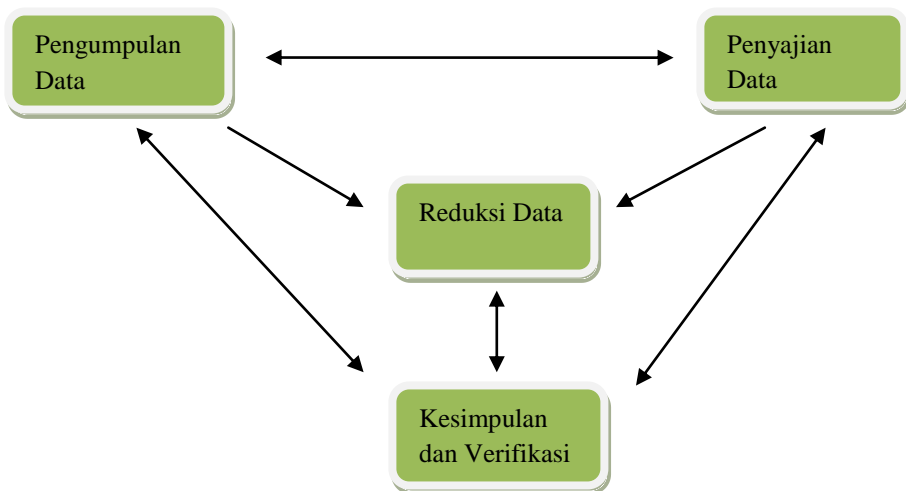 Pengumpulan
Data
Penyajian
Data
Reduksi Data
Kesimpulan
dan Verifikasi